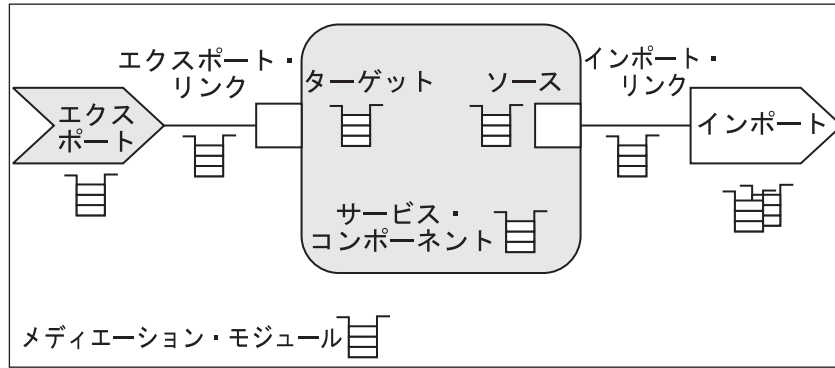 エクスポート・
リンク
ターゲット
ソース
インポート・
リンク
エクス
ポート
インポート
サービス・
コンポーネント
メディエーション・モジュール